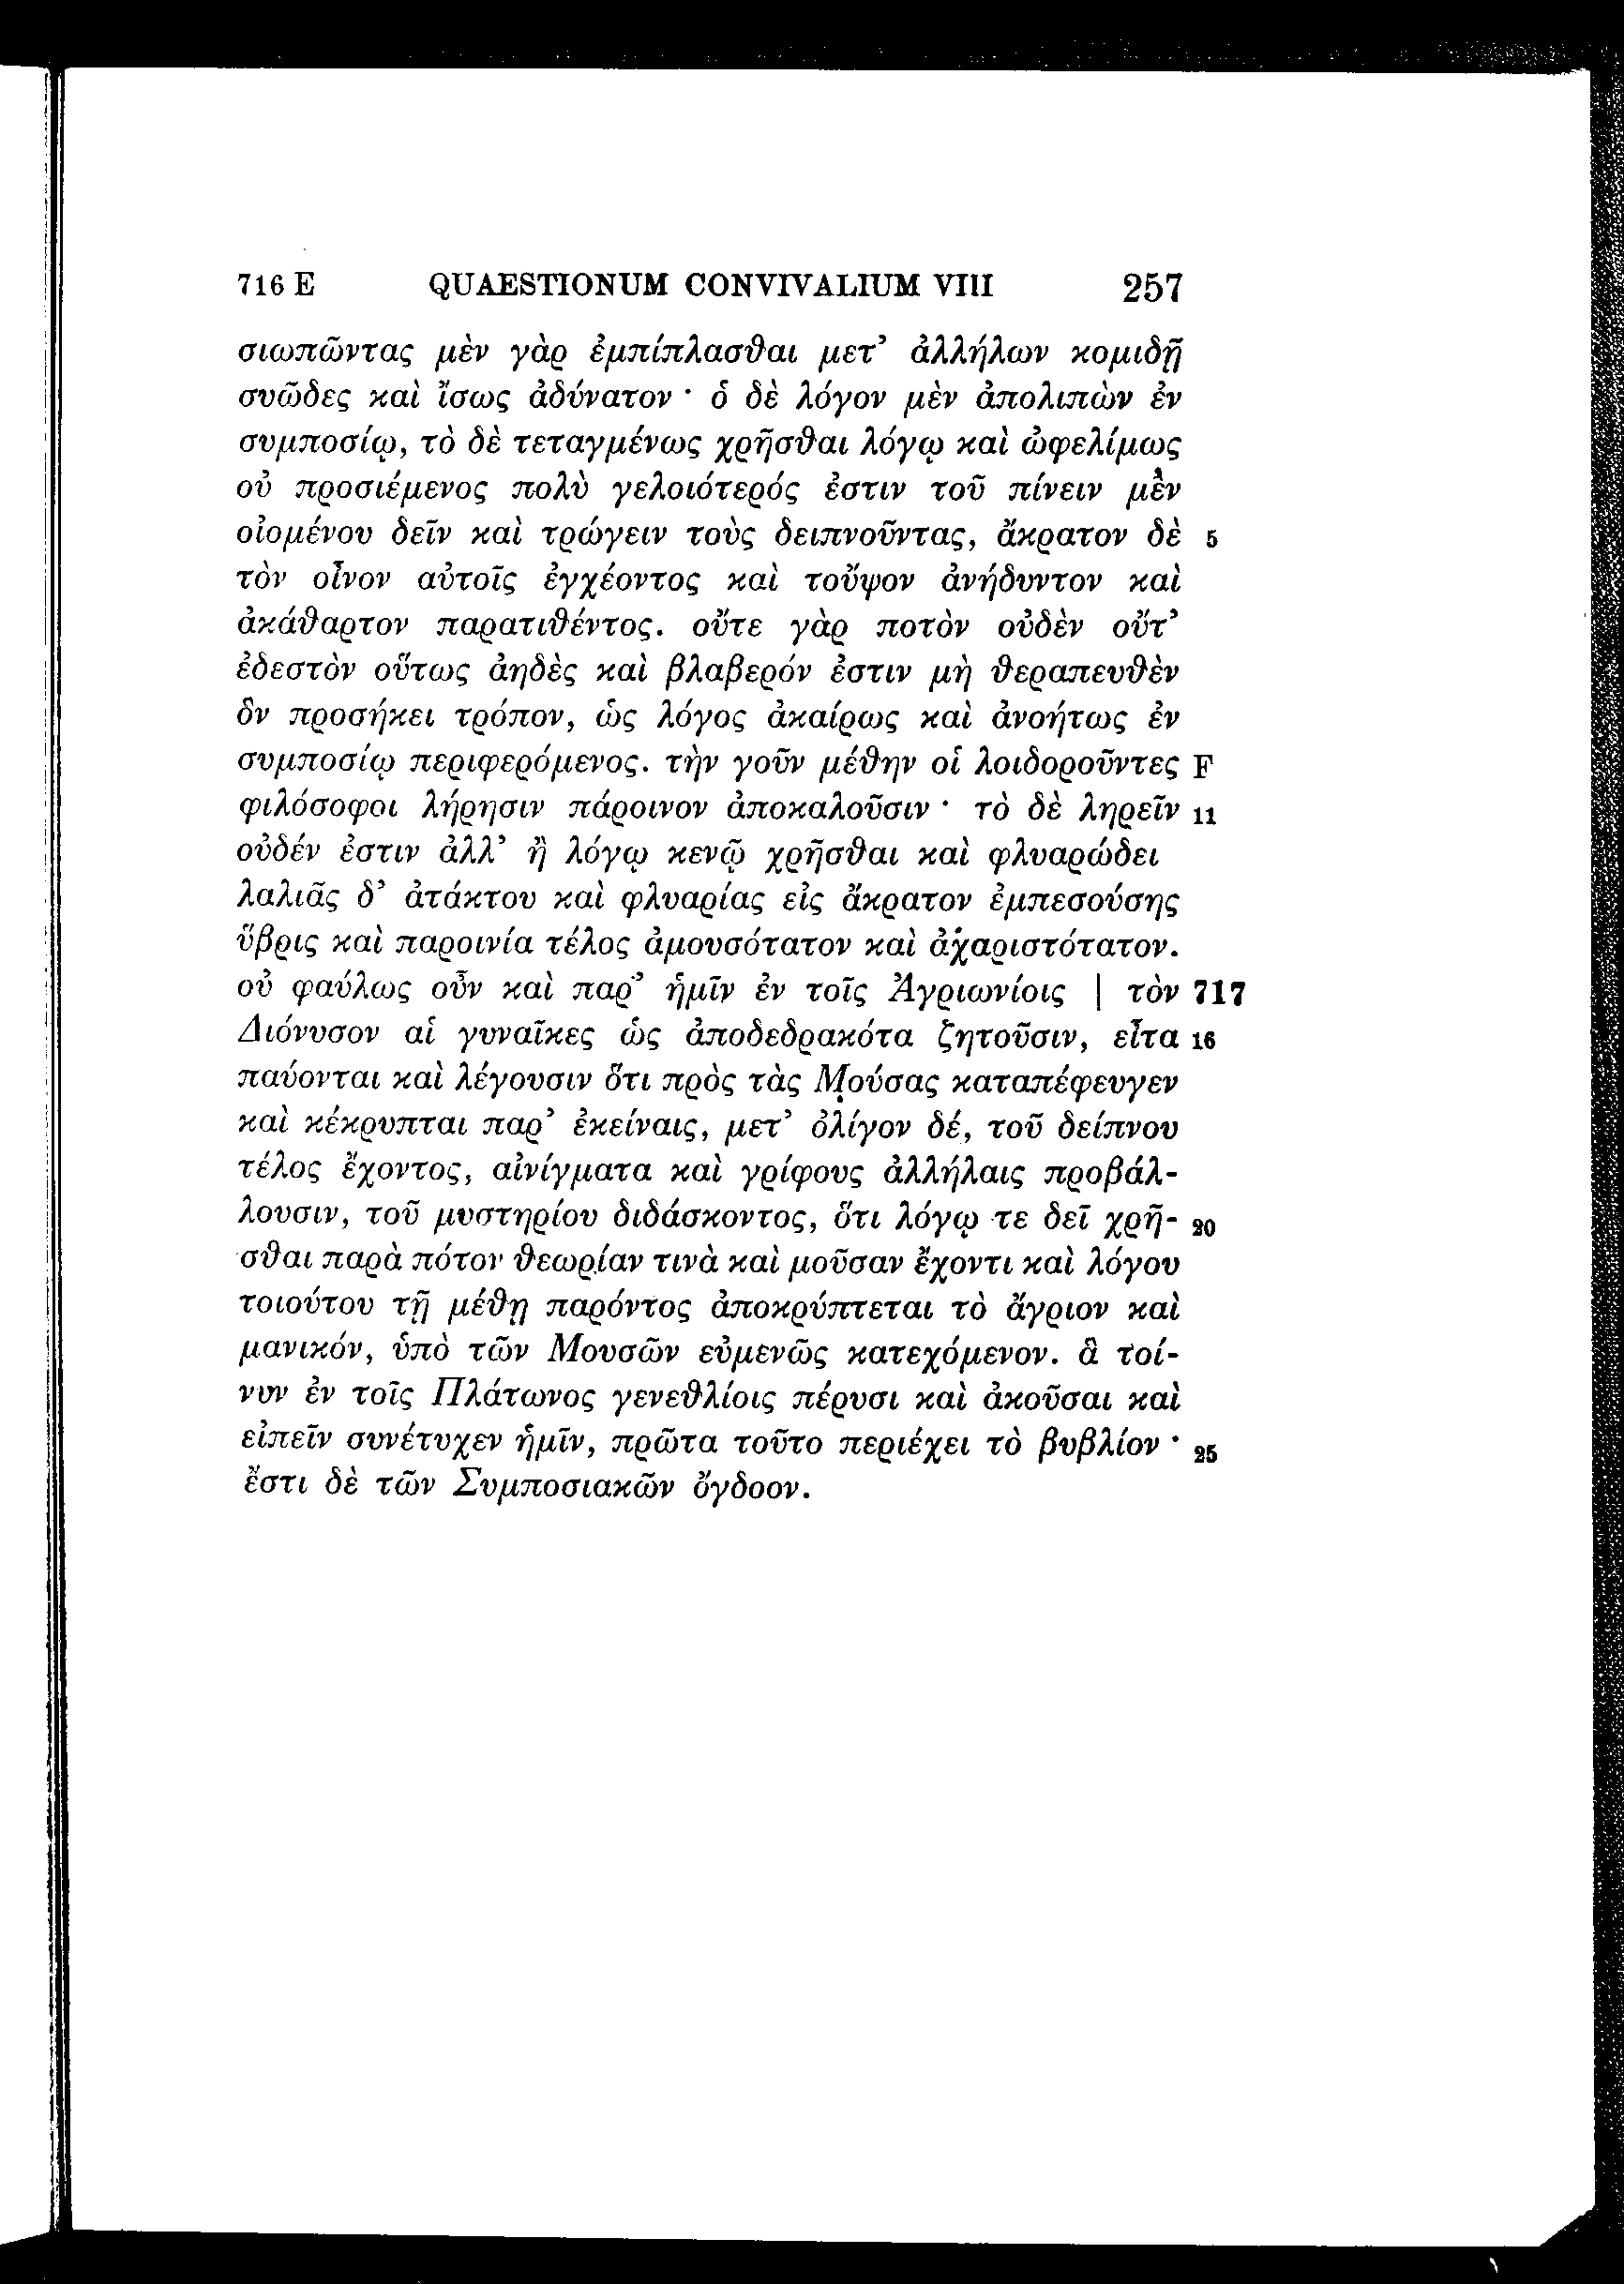 716 E QUAESTIONUM CONVIVALIUM VIII 257
σιωπῶντας μὲν γὰρ ἐμπίπλασθαι μετ’ ἀλλήλων κομιδῇ
συῶδες καὶ ἴσως ἀδύνατον · ὁ δὲ λόγον μὲν ἀπολιπὼν ἐν
συμποσίῳ, τὸ δὲ τεταγμένως χρῆσθαι λόγῳ καὶ ὠφελίμως
οὐ προσιέμενος πολὺ γελοιότερός ἐστιν τοῦ πίνειν μὲν
οἰομένου δεῖν καὶ τρώγειν τοὺς δειπνοῦντας, ἄκρατον δὲ 5
τὸν οἶνον αὐτοῖς ἐγχέοντος καὶ τοὔψον ἀνήδυντον καὶ
ἀκάθαρτον παρατιθέντος. οὔτε γὰρ ποτὸν οὐδὲν οὔτ’
ἐδεστὸν οὕτως ἀηδὲς καὶ βλαβερόν ἐστιν μὴ θεραπευθὲν
ὃν προσήκει τρόπον, ὡς λόγος ἀκαίρως καὶ ἀνοήτως ἐν
συμποσίῳ περιφερόμενος. τὴν γοῦν μέθην οἱ λοιδοροῦντες F
φιλόσοφοι λήρησιν πάροινον ἀποκαλοῦσιν · τὸ δὲ ληρεῖν 11
οὐδέν ἐστιν ἀλλ’ ἢ λόγῳ κενῷ χρῆσθαι καὶ φλυαρώδει
λαλιᾶς δ’ ἀτάκτου καὶ φλυαρίας εἰς ἄκρατον ἐμπεσούσης
ὕβρις καὶ παροινία τέλος ἀμουσότατον καὶ ἀχαριστότατον.
οὐ φαύλως οὖν καὶ παρ’ ἡμῖν ἐν τοῖς Ἀγριωνίοις | τὸν 717
Διόνυσον αἱ γυναῖκες ὡς ἀποδεδρακότα ζητοῦσιν, εἶτα 16
παύονται καὶ λέγουσιν ὅτι πρὸς τὰς Μούσας καταπέφευγεν
καὶ κέκρυπται παρ’ ἐκείναις, μετ’ ὀλίγον δέ, τοῦ δείπνου
τέλος ἔχοντος, αἰνίγματα καὶ γρίφους ἀλλήλαις προβάλ-
λουσιν, τοῦ μυστηρίου διδάσκοντος, ὅτι λόγῳ τε δεῖ χρῆ- 20
σθαι παρὰ πότον θεωρίαν τινὰ καὶ μοῦσαν ἔχοντι καὶ λόγου
τοιούτου τῇ μέθῃ παρόντος ἀποκρύπτεται τὸ ἄγριον καὶ
μανικόν, ὑπὸ τῶν Μουσῶν εὐμενῶς κατεχόμενον. ἃ τοί-
νυν ἐν τοῖς Πλάτωνος γενεθλίοις πέρυσι καὶ ἀκοῦσαι καὶ
εἰπεῖν συνέτυχεν ἡμῖν, πρῶτα τοῦτο περιέχει τὸ βυβλίον · 25
ἔστι δὲ τῶν Συμποσιακῶν ὄγδοον.